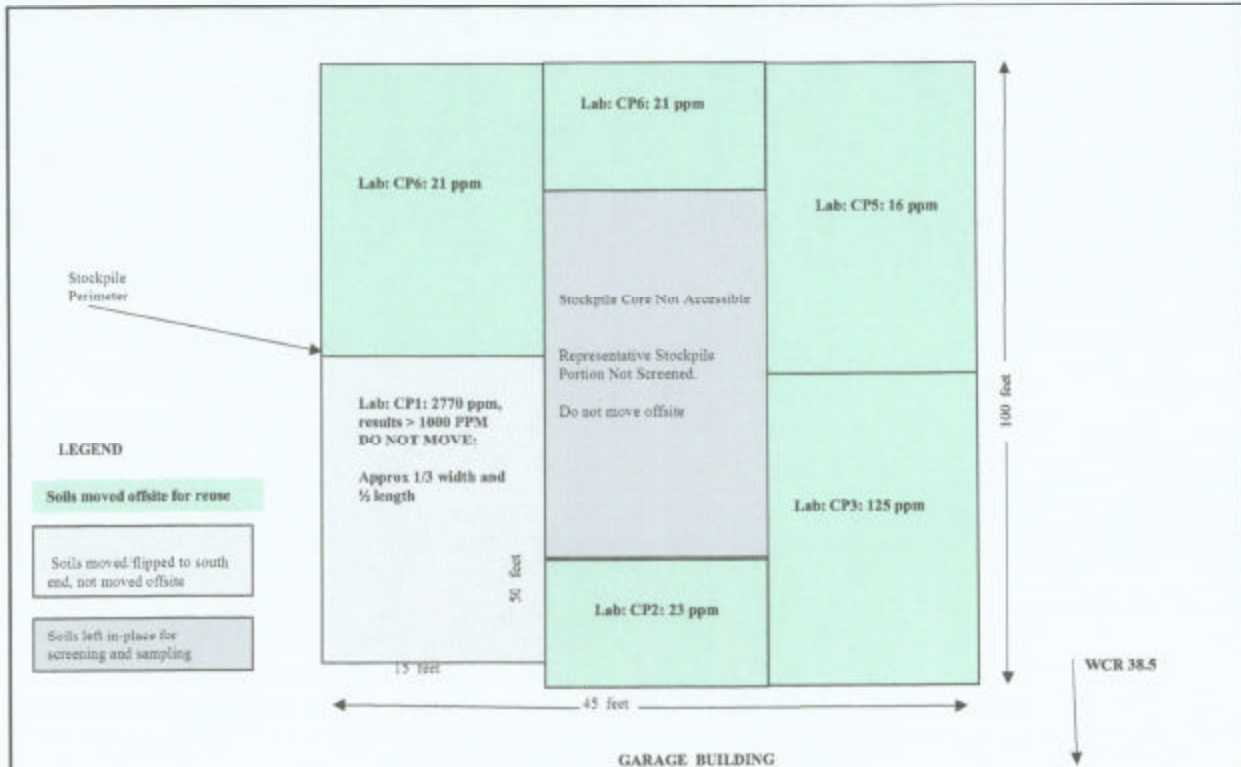 Lab: CP6: 21 ppm
Lab: CP6: 21 ppm
Lab: CP5: 16 ppm
Stockpile
Perimeter
Stockpile Core Not Accessible
Representative Stockpile
Portion Not Screened.
Do not move offsite
100 feet
Lab: CP1: 2770 ppm,
results > 1000 PPM
DO NOT MOVE:
Approx 1/3 width and
½ length
LEGEND
Soils moved offsite for reuse
Lab: CP3: 125 ppm
Soils moved/flipped to south
end, not moved offsite
50 feet
Lab: CP2: 23 ppm
Soils left in-place for
screening and sampling
15 feet
WCR 38.5
45 feet
GARAGE BUILDING